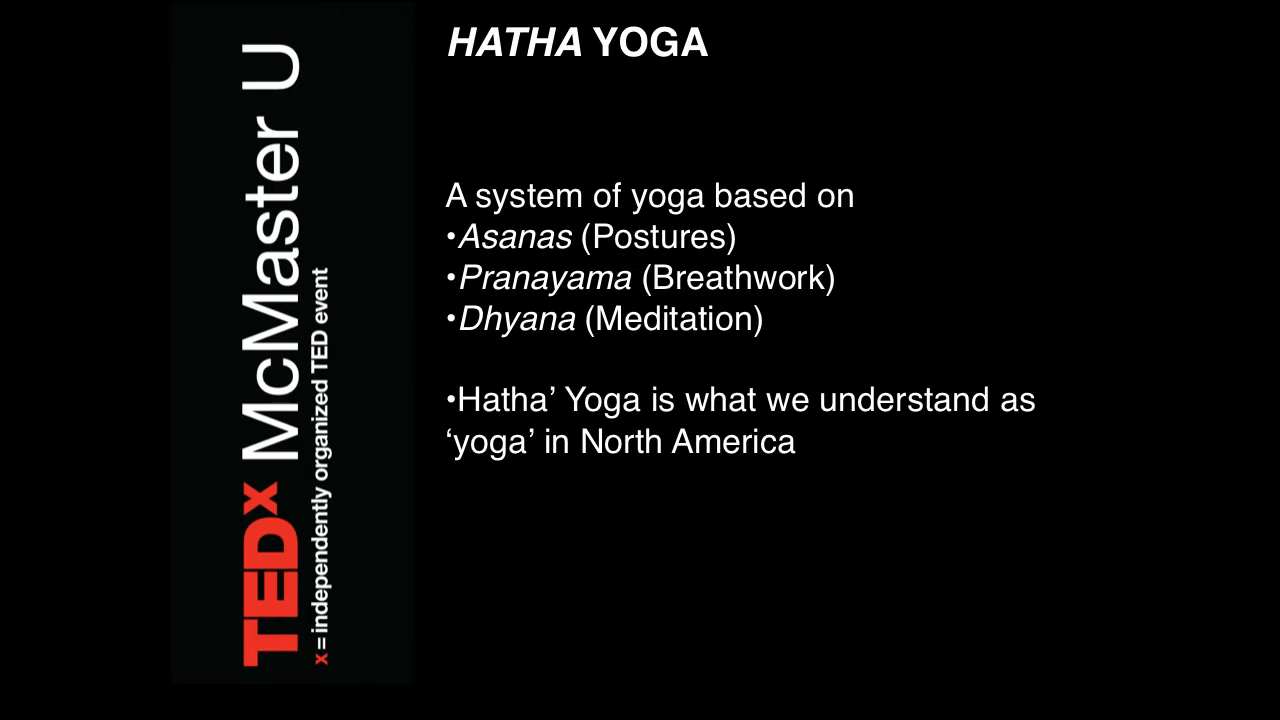 TEDx McMaster U
x = independently organized TED event
HATHA YOGA
A system of yoga based on
•Asanas (Postures)
•Pranayama (Breathwork)
•Dhyana (Meditation)
•Hatha’ Yoga is what we understand as
‘yoga’ in North America